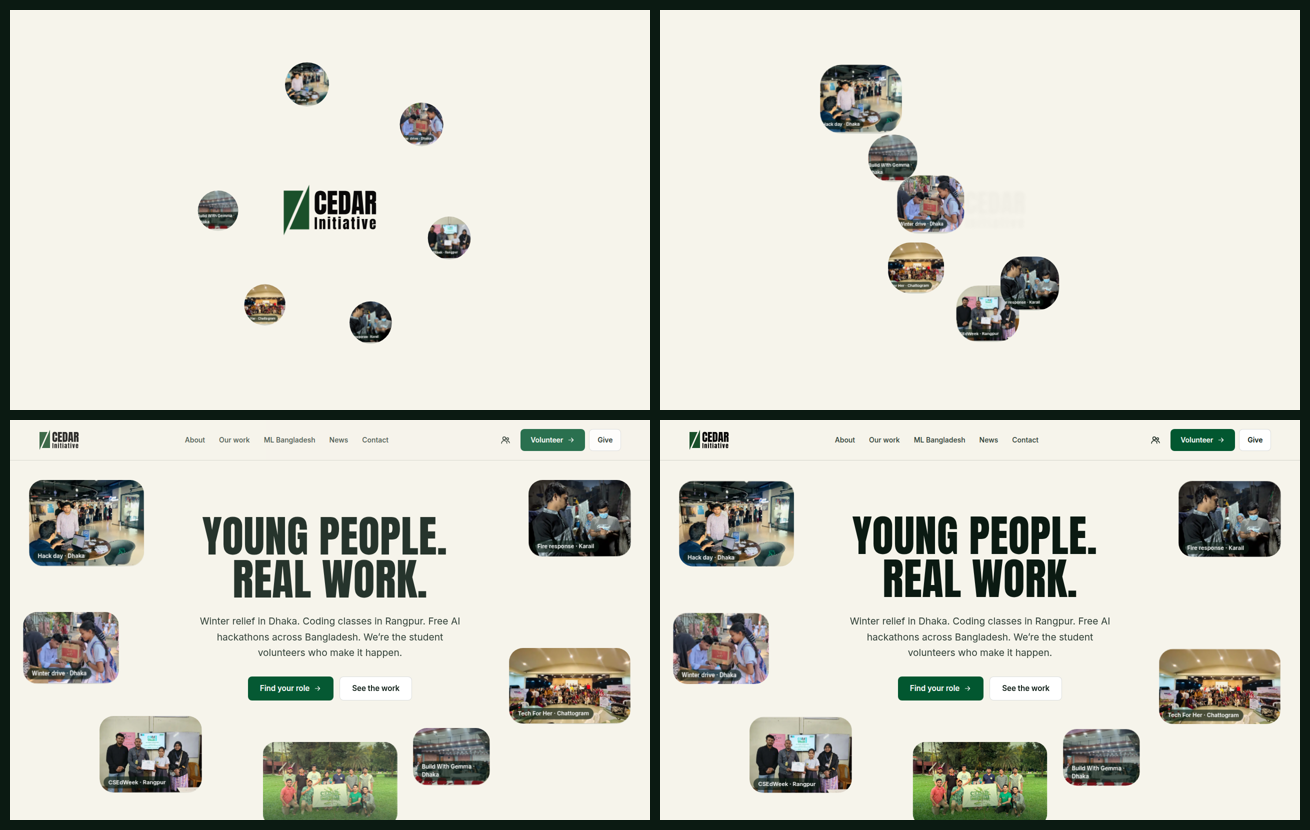 CEDAR
Initiative
Hack day · Dhaka
Build With Gemma
Dhaka
Winter drive · Dhaka
CEDAR
Her · Chattogram
response · Karail
Week · Rangpur
CEDAR
Initiative
About
Our work
ML Bangladesh
News
Contact
Volunteer →
Give
Hack day · Dhaka
Fire response · Karail
YOUNG PEOPLE.
REAL WORK.
Winter relief in Dhaka. Coding classes in Rangpur. Free AI
hackathons across Bangladesh. We’re the student
volunteers who make it happen.
Winter drive · Dhaka
Find your role →
See the work
Tech For Her · Chattogram
CSEdWeek · Rangpur
Build With Gemma ·
Dhaka
CEDAR
Initiative
About
Our work
ML Bangladesh
News
Contact
Volunteer →
Give
Hack day · Dhaka
Fire response · Karail
YOUNG PEOPLE.
REAL WORK.
Winter relief in Dhaka. Coding classes in Rangpur. Free AI
hackathons across Bangladesh. We’re the student
volunteers who make it happen.
Winter drive · Dhaka
Find your role →
See the work
Tech For Her · Chattogram
CSEdWeek · Rangpur
Build With Gemma ·
Dhaka